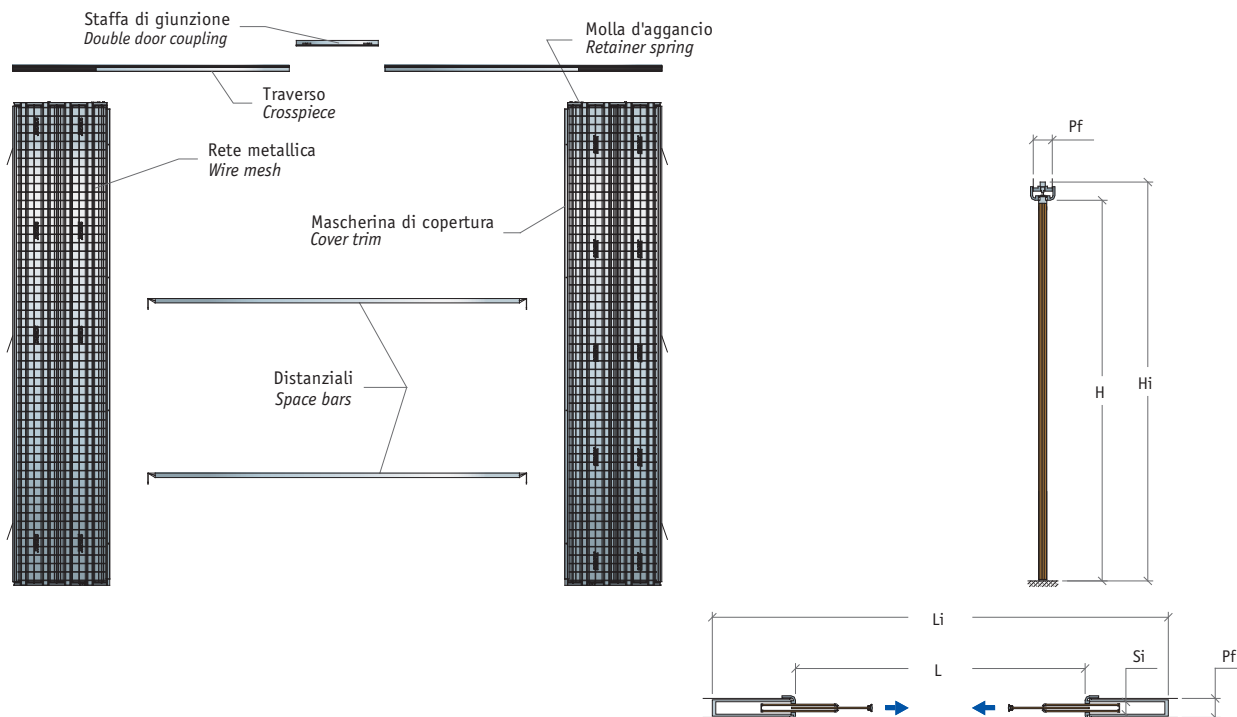 Staffa di giunzione
Double door coupling
Molla d'aggancio
Retainer spring
Traverso
Crosspiece
Rete metallica
Wire mesh
Mascherina di copertura
Cover trim
Distanziali
Space bars
Pf
H
Hi
Li
L
Si
Pf